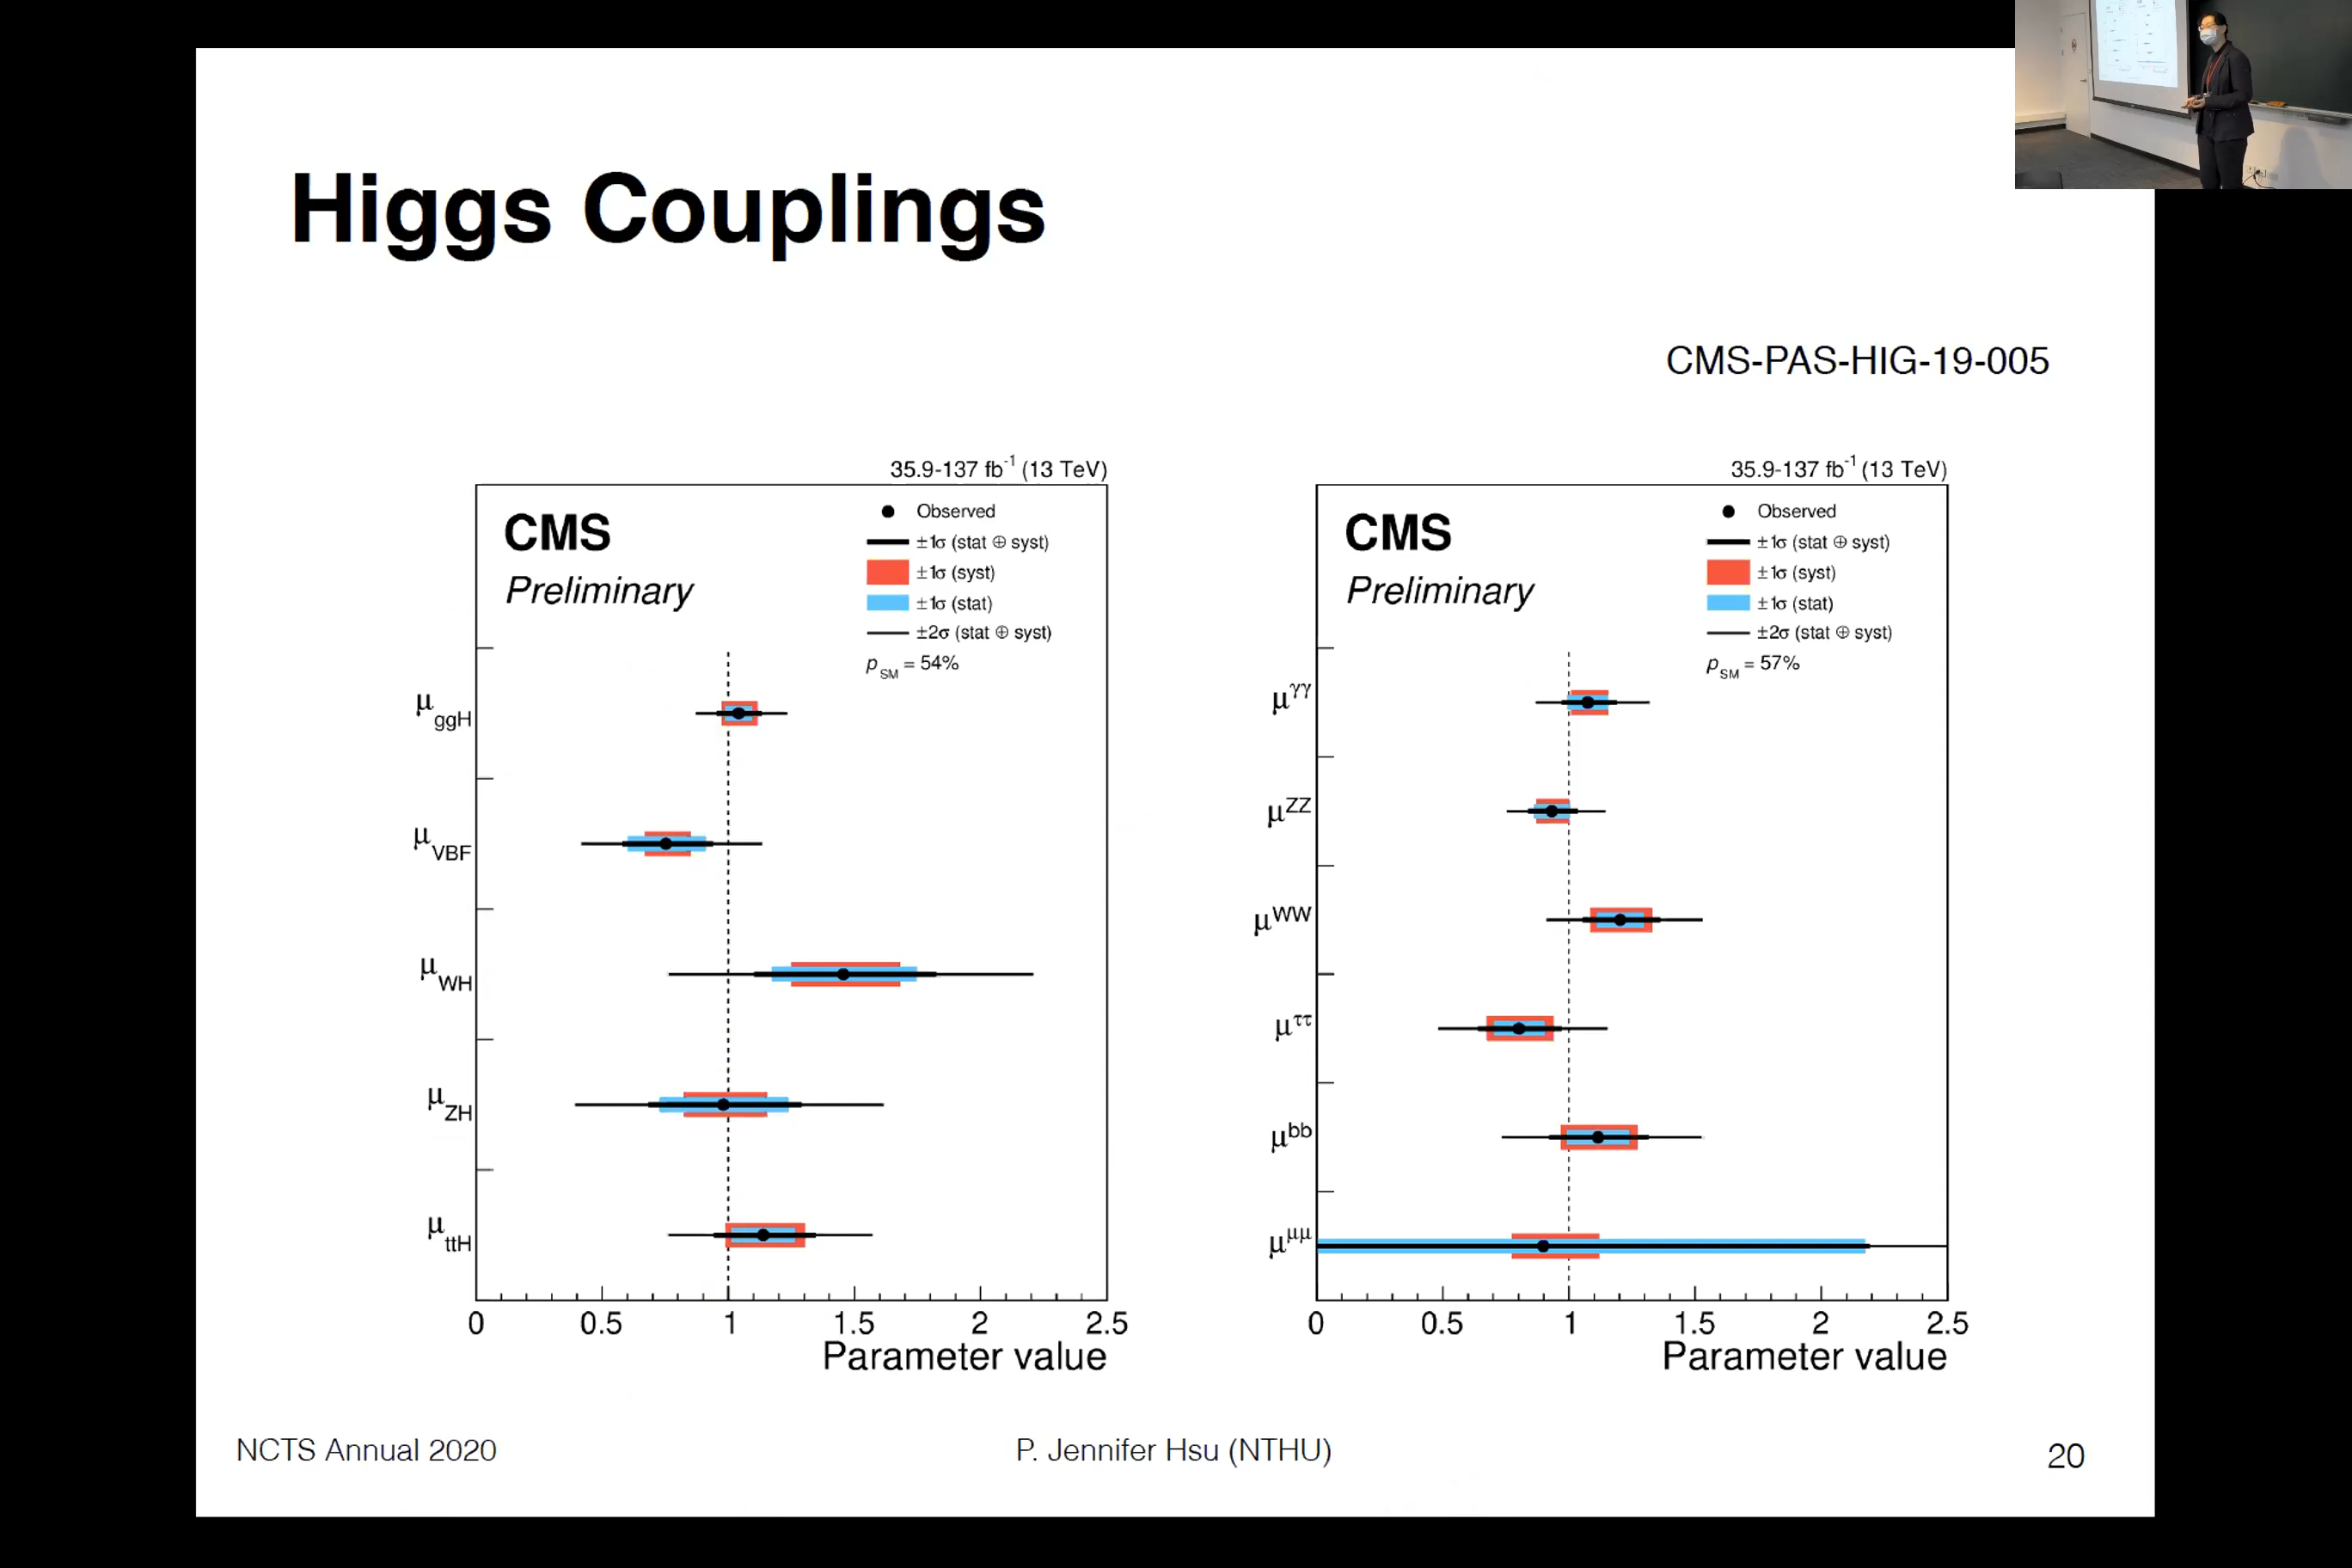 Higgs Couplings
CMS-PAS-HIG-19-005
35.9-137 fb⁻¹ (13 TeV)
CMS
Preliminary
Observed
±1σ (stat ⊕ syst)
±1σ (syst)
±1σ (stat)
±2σ (stat ⊕ syst)
p_SM = 54%
μ_ggH
μ_VBF
μ_WH
μ_ZH
μ_ttH
0 0.5 1 1.5 2 2.5
Parameter value
35.9-137 fb⁻¹ (13 TeV)
CMS
Preliminary
Observed
±1σ (stat ⊕ syst)
±1σ (syst)
±1σ (stat)
±2σ (stat ⊕ syst)
p_SM = 57%
μ^γγ
μ^ZZ
μ^WW
μ^ττ
μ^bb
μ^μμ
0 0.5 1 1.5 2 2.5
Parameter value
NCTS Annual 2020
P. Jennifer Hsu (NTHU)
20